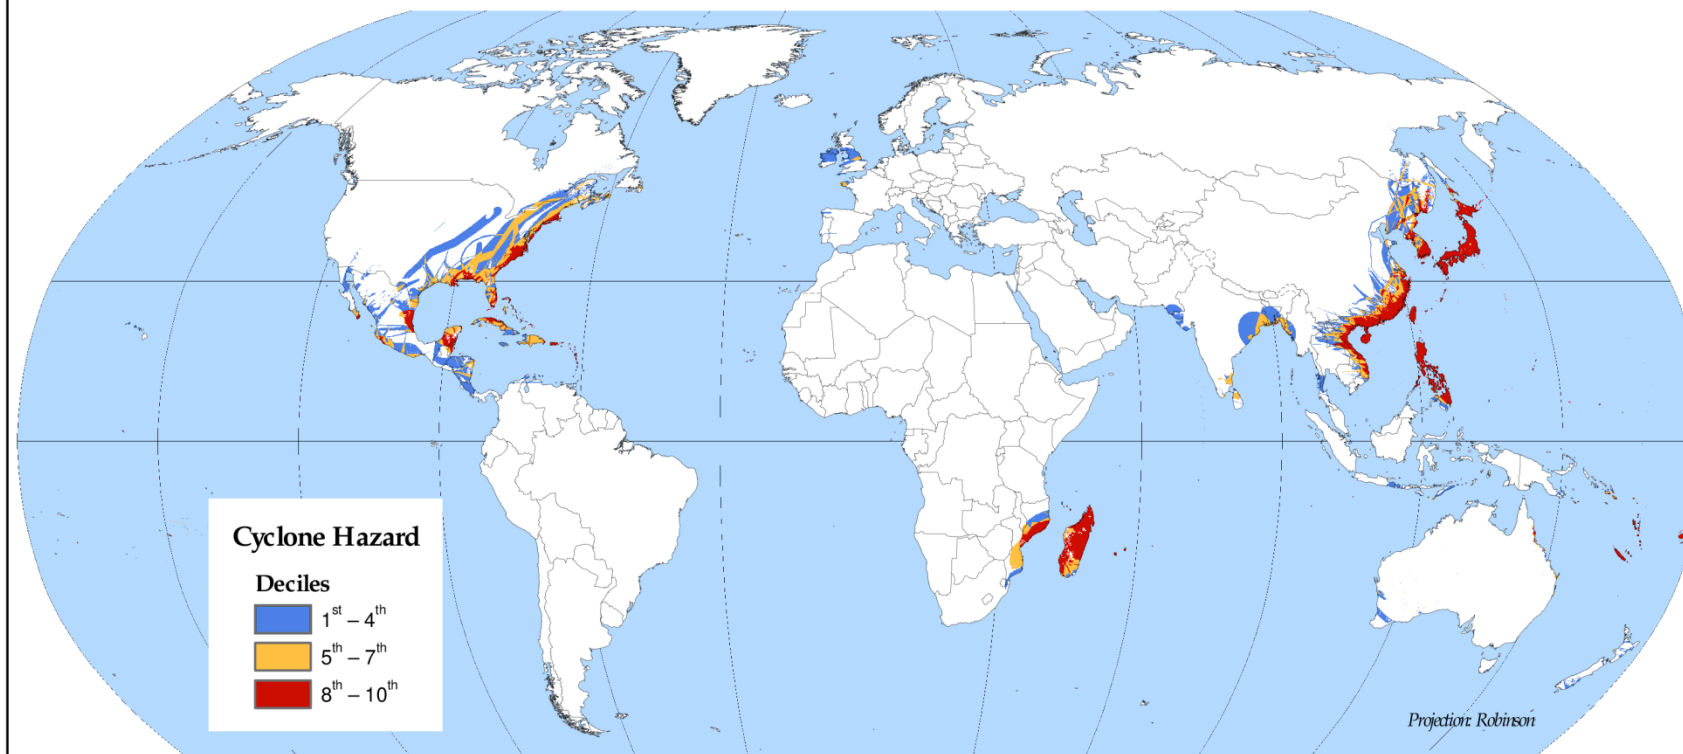 Cyclone Hazard
Deciles
1st – 4th
5th – 7th
8th – 10th
Projection: Robinson